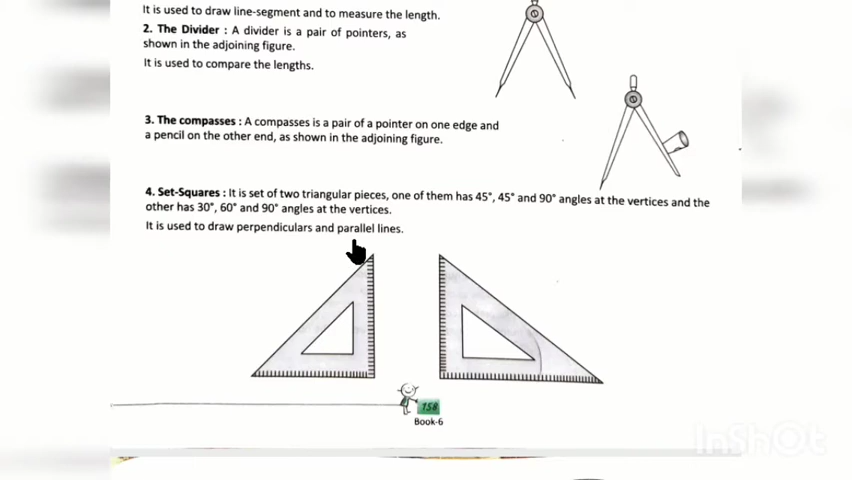 It is used to draw line-segment and to measure the length.
2. The Divider : A divider is a pair of pointers, as
shown in the adjoining figure.
It is used to compare the lengths.
3. The compasses : A compasses is a pair of a pointer on one edge and
a pencil on the other end, as shown in the adjoining figure.
4. Set-Squares : It is set of two triangular pieces, one of them has 45°, 45° and 90° angles at the vertices and the
other has 30°, 60° and 90° angles at the vertices.
It is used to draw perpendiculars and parallel lines.
158
Book-6
InShOt